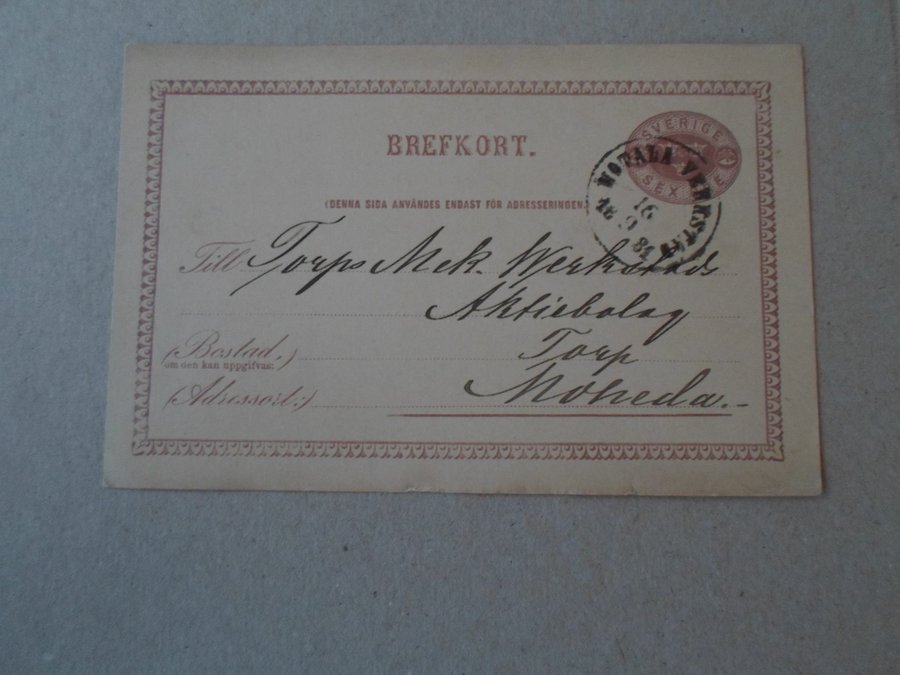 BREFKORT.
SVERIGE
SEX
MOTALA VERKSTAD
16
9
(DENNA SIDA ANVÄNDES ENDAST FÖR ADRESSERINGEN.
Till Torps Mek. Werkstads
Aktiebolag
(Bostad,) Torp
om den kan uppgifvas:
(Adressort:) Moheda.-